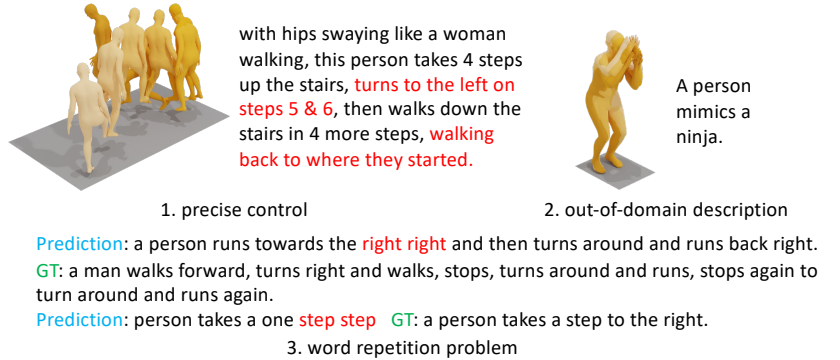 with hips swaying like a woman
walking, this person takes 4 steps
up the stairs, turns to the left on
steps 5 & 6, then walks down the
stairs in 4 more steps, walking
back to where they started.
A person
mimics a
ninja.
1. precise control
2. out-of-domain description
Prediction: a person runs towards the right right and then turns around and runs back right.
GT: a man walks forward, turns right and walks, stops, turns around and runs, stops again to
turn around and runs again.
Prediction: person takes a one step step GT: a person takes a step to the right.
3. word repetition problem